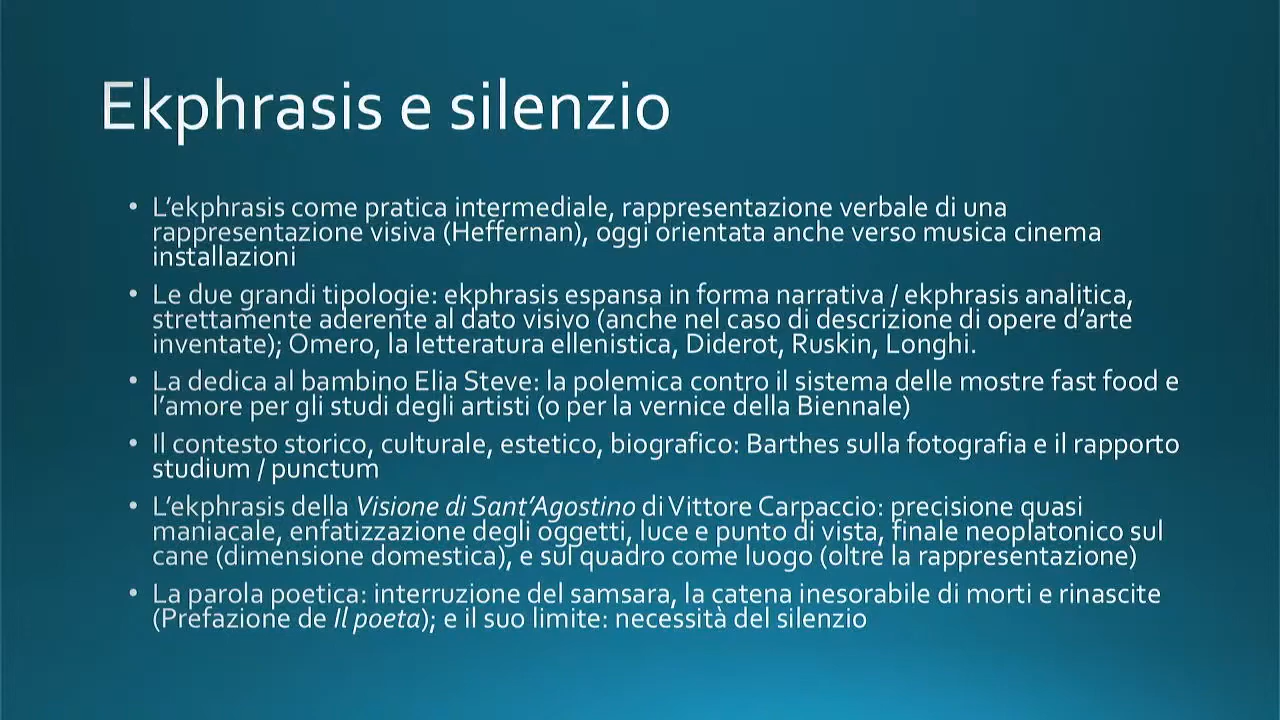 Ekphrasis e silenzio
• L’ekphrasis come pratica intermediale, rappresentazione verbale di una
rappresentazione visiva (Heffernan), oggi orientata anche verso musica cinema
installazioni
• Le due grandi tipologie: ekphrasis espansa in forma narrativa / ekphrasis analitica,
strettamente aderente al dato visivo (anche nel caso di descrizione di opere d’arte
inventate); Omero, la letteratura ellenistica, Diderot, Ruskin, Longhi.
• La dedica al bambino Elia Steve: la polemica contro il sistema delle mostre fast food e
l’amore per gli studi degli artisti (o per la vernice della Biennale)
• Il contesto storico, culturale, estetico, biografico: Barthes sulla fotografia e il rapporto
studium / punctum
• L’ekphrasis della Visione di Sant’Agostino di Vittore Carpaccio: precisione quasi
maniacale, enfatizzazione degli oggetti, luce e punto di vista, finale neoplatonico sul
cane (dimensione domestica), e sul quadro come luogo (oltre la rappresentazione)
• La parola poetica: interruzione del samsara, la catena inesorabile di morti e rinascite
(Prefazione de Il poeta); e il suo limite: necessità del silenzio